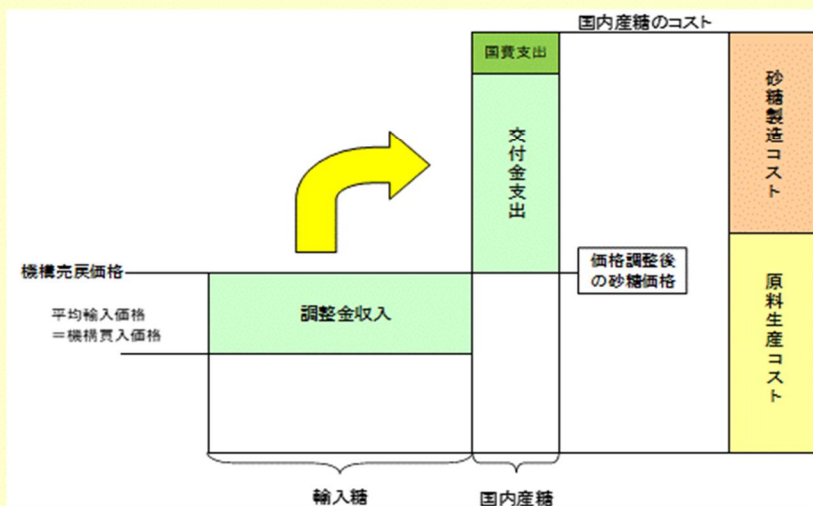 国内産糖のコスト
国費支出
交付金支出
砂糖製造コスト
機構売戻価格
価格調整後
の砂糖価格
平均輸入価格
＝機構買入価格
調整金収入
原料生産コスト
輸入糖
国内産糖